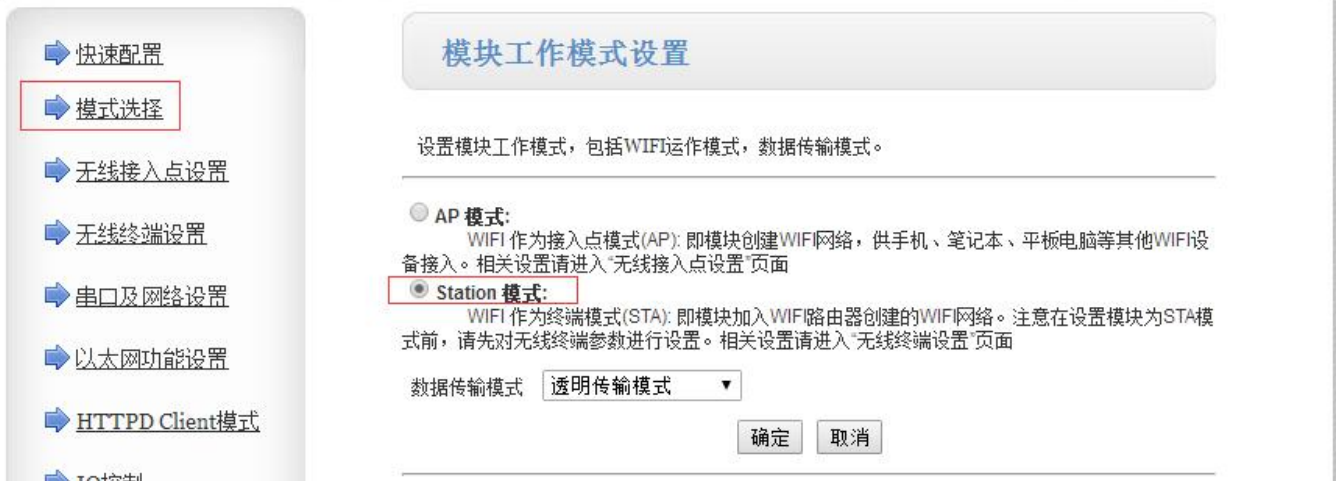 快速配置
模式选择
无线接入点设置
无线终端设置
串口及网络设置
以太网功能设置
HTTPD Client模式
IO控制
模块工作模式设置
设置模块工作模式，包括WIFI运作模式，数据传输模式。
AP 模式:
WIFI 作为接入点模式(AP): 即模块创建WIFI网络，供手机、笔记本、平板电脑等其他WIFI设
备接入。相关设置请进入"无线接入点设置"页面
Station 模式:
WIFI 作为终端模式(STA): 即模块加入WIFI路由器创建的WIFI网络。注意在设置模块为STA模
式前，请先对无线终端参数进行设置。相关设置请进入"无线终端设置"页面
数据传输模式 透明传输模式
确定 取消